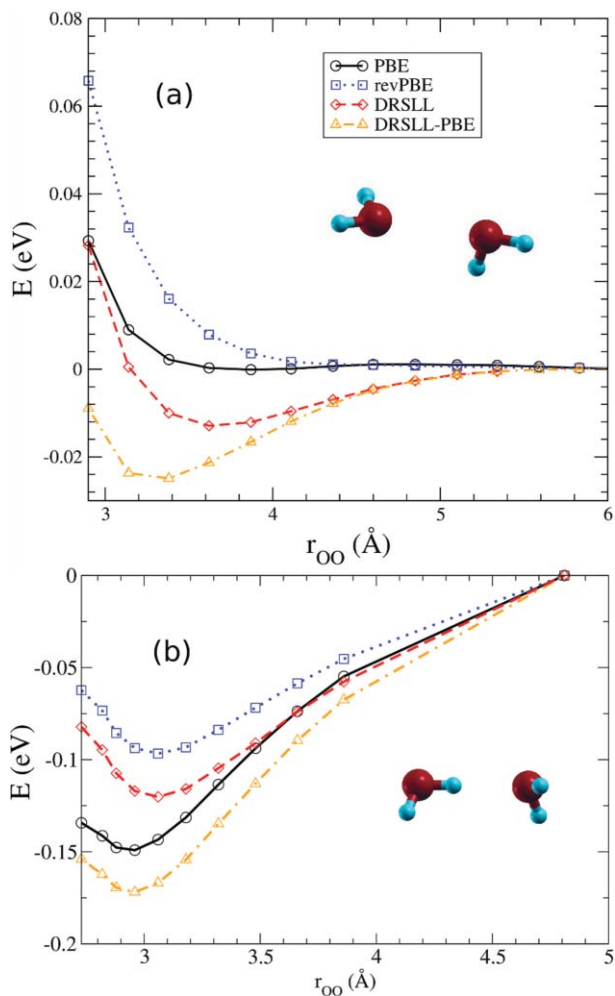 0.08
0.06
0.04
0.02
0
-0.02
E (eV)
(a)
PBE
revPBE
DRSLL
DRSLL-PBE
3 4 5 6
r_OO (Å)
0
-0.05
-0.1
-0.15
-0.2
E (eV)
(b)
3 3.5 4 4.5 5
r_OO (Å)